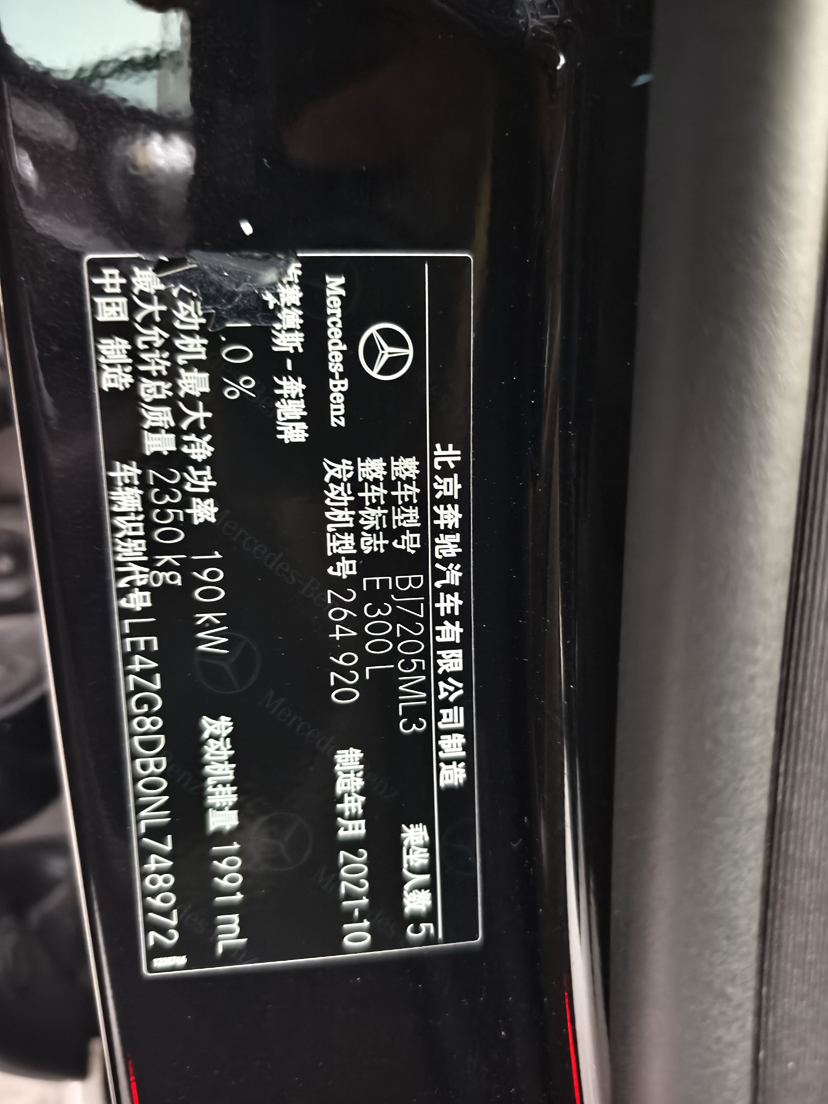 北京奔驰汽车有限公司制造
Mercedes-Benz
整车型号 BJ7205ML3 乘坐人数 5
整车标志 E 300 L
发动机型号 264 920 制造年月 2021-10
赛德斯-奔驰牌
.0 %
动机最大净功率 190 kW 发动机排量 1991 mL
最大允许总质量 2350 kg
中国 制造 车辆识别代号 LE4ZG8DB0NL748972